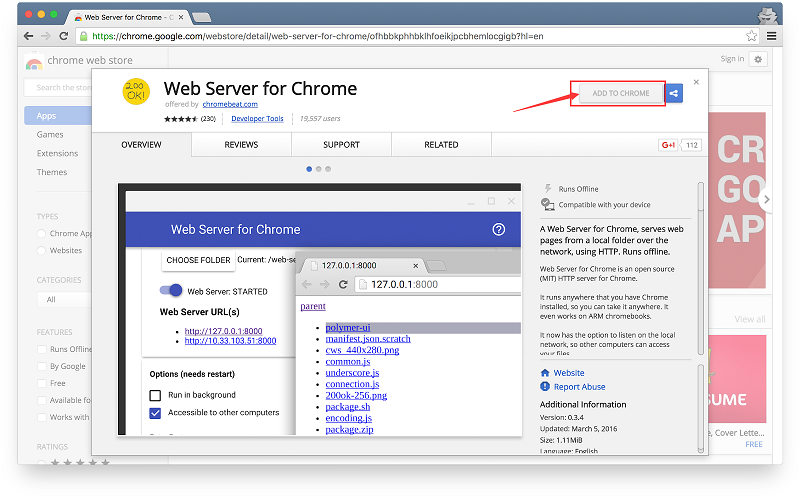 Web Server for Chrome - C
https://chrome.google.com/webstore/detail/web-server-for-chrome/ofhbbkphhbklhfoeikjpcbhemlocgigb?hl=en
chrome web store
Sign in
Search the store
Apps
Games
Extensions
Themes
TYPES
Chrome App
Websites
CATEGORIES
All
FEATURES
Runs Offline
By Google
Free
Available fo
Works with
RATINGS
200
OK!
Web Server for Chrome
offered by chromebeat.com
(230) Developer Tools 19,557 users
ADD TO CHROME
OVERVIEW REVIEWS SUPPORT RELATED
G+1 112
Web Server for Chrome
CHOOSE FOLDER Current: /web-se
Web Server: STARTED
Web Server URL(s)
http://127.0.0.1:8000
http://10.33.103.51:8000
Options (needs restart)
Run in background
Accessible to other computers
127.0.0.1:8000
127.0.0.1:8000
parent
polymer-ui
manifest.json.scratch
cws_440x280.png
common.js
underscore.js
connection.js
200ok-256.png
package.sh
encoding.js
package.zip
Runs Offline
Compatible with your device
A Web Server for Chrome, serves web
pages from a local folder over the
network, using HTTP. Runs offline.
Web Server for Chrome is an open source
(MIT) HTTP server for Chrome.
It runs anywhere that you have Chrome
installed, so you can take it anywhere. It
even works on ARM chromebooks.
It now has the option to listen on the local
network, so other computers can access
your files.
Website
Report Abuse
Additional Information
Version: 0.3.4
Updated: March 5, 2016
Size: 1.11MiB
Language: English
CR
GO
AP
View all
SUME
e, Cover Lette...
FREE